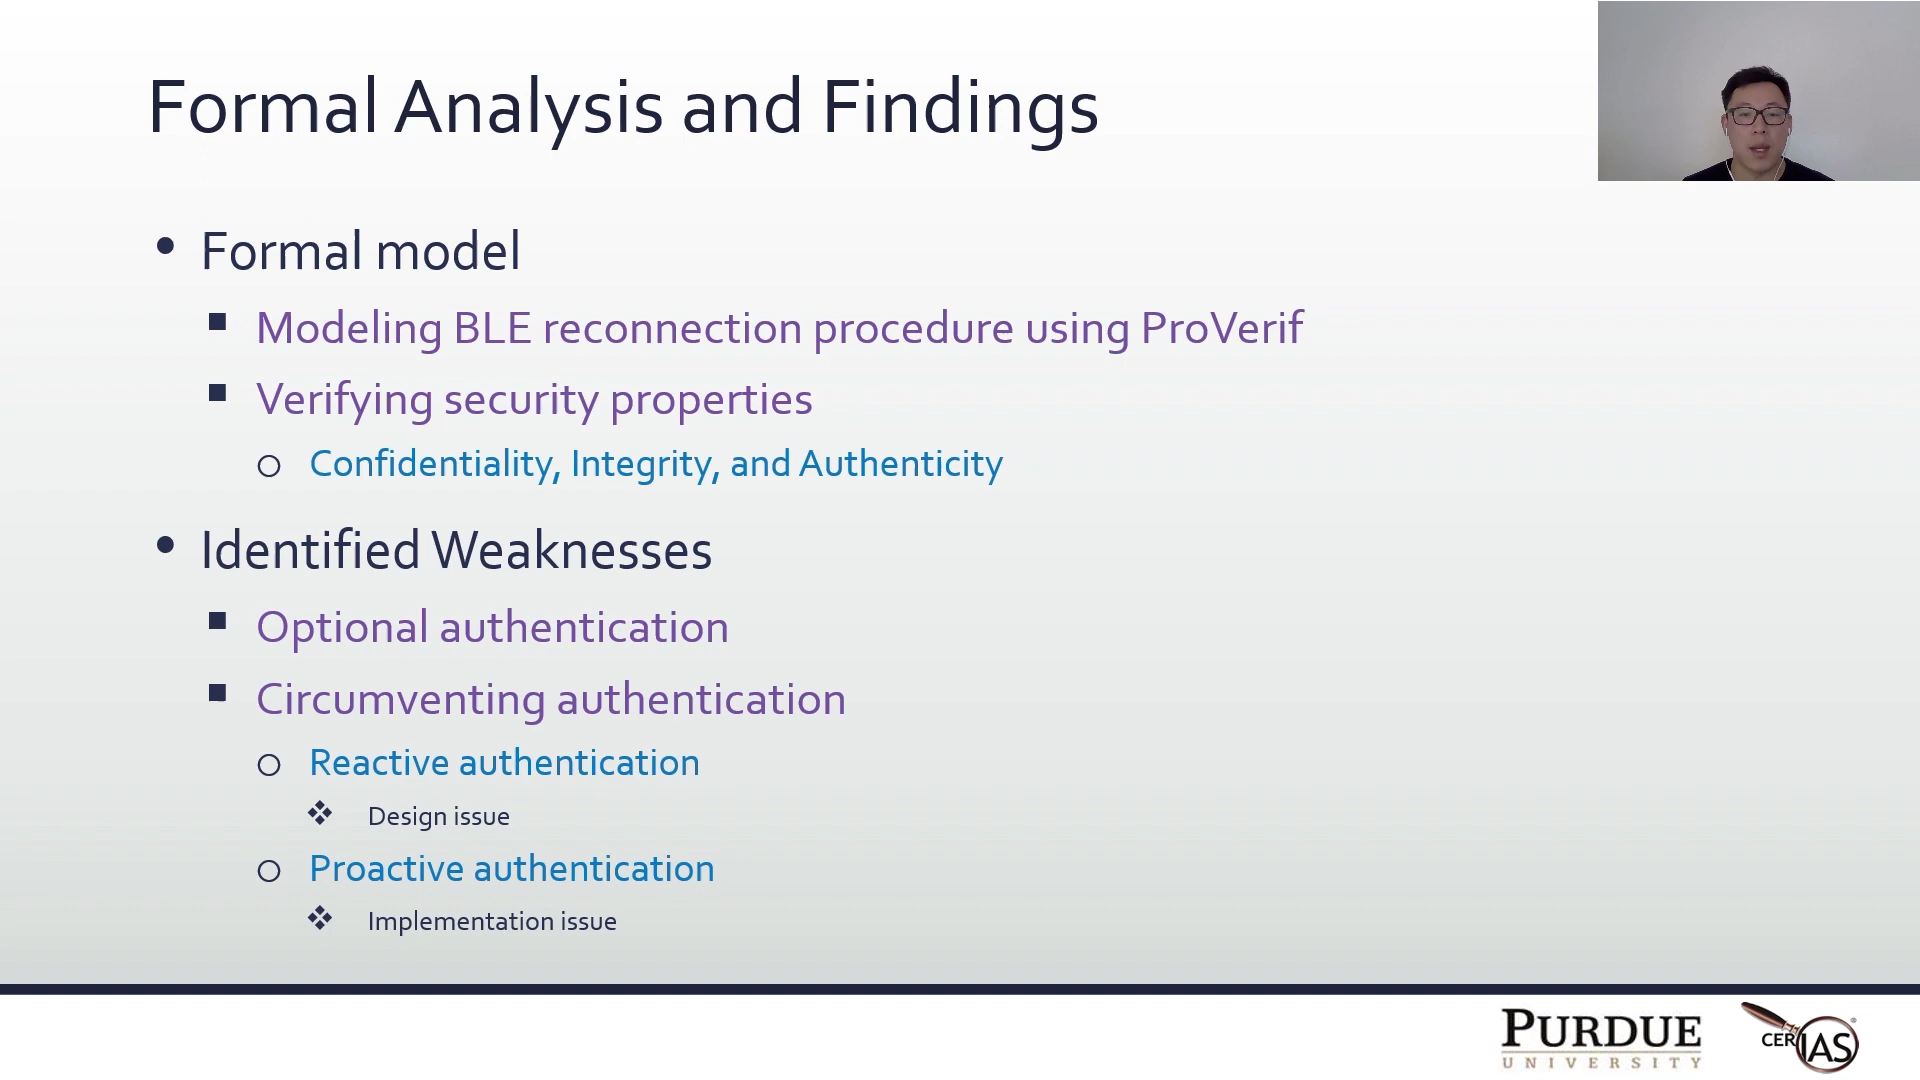 Formal Analysis and Findings
• Formal model
▪ Modeling BLE reconnection procedure using ProVerif
▪ Verifying security properties
○ Confidentiality, Integrity, and Authenticity
• Identified Weaknesses
▪ Optional authentication
▪ Circumventing authentication
○ Reactive authentication
❖ Design issue
○ Proactive authentication
❖ Implementation issue
PURDUE
UNIVERSITY
CERIAS®